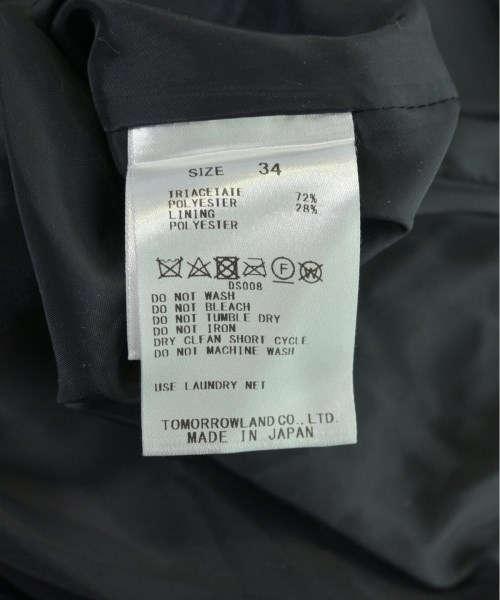 SIZE 34
TRIACETATE 72%
POLYESTER 28%
LINING
POLYESTER
F W
DS008
DO NOT WASH
DO NOT BLEACH
DO NOT TUMBLE DRY
DO NOT IRON
DRY CLEAN SHORT CYCLE
DO NOT MACHINE WASH
USE LAUNDRY NET
TOMORROWLAND CO., LTD.
MADE IN JAPAN